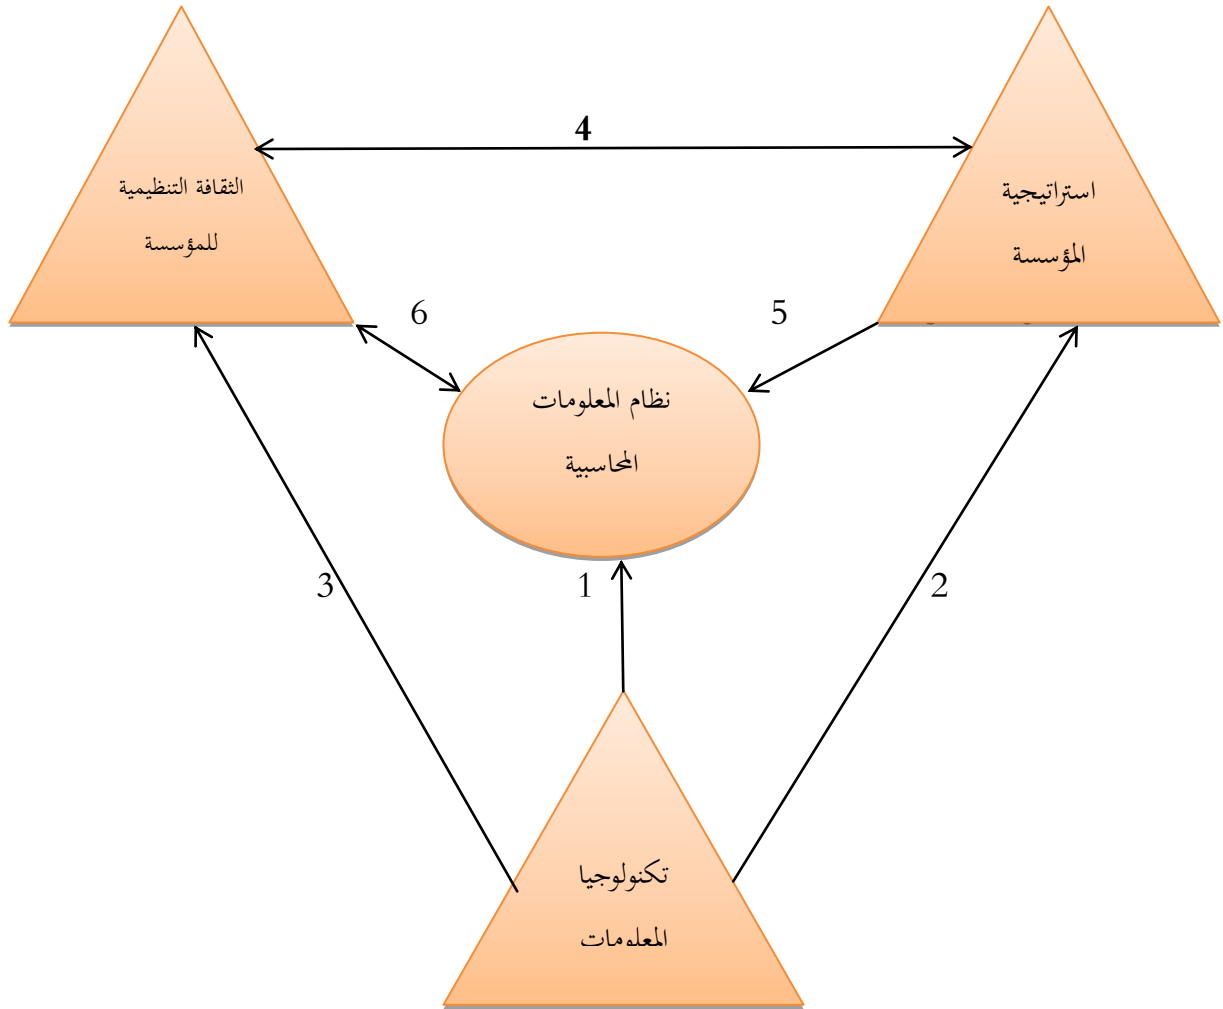 4
استراتيجية
المؤسسة
الثقافة التنظيمية
للمؤسسة
5
6
نظام المعلومات
المحاسبية
1
2
3
تكنولوجيا
المعلومات